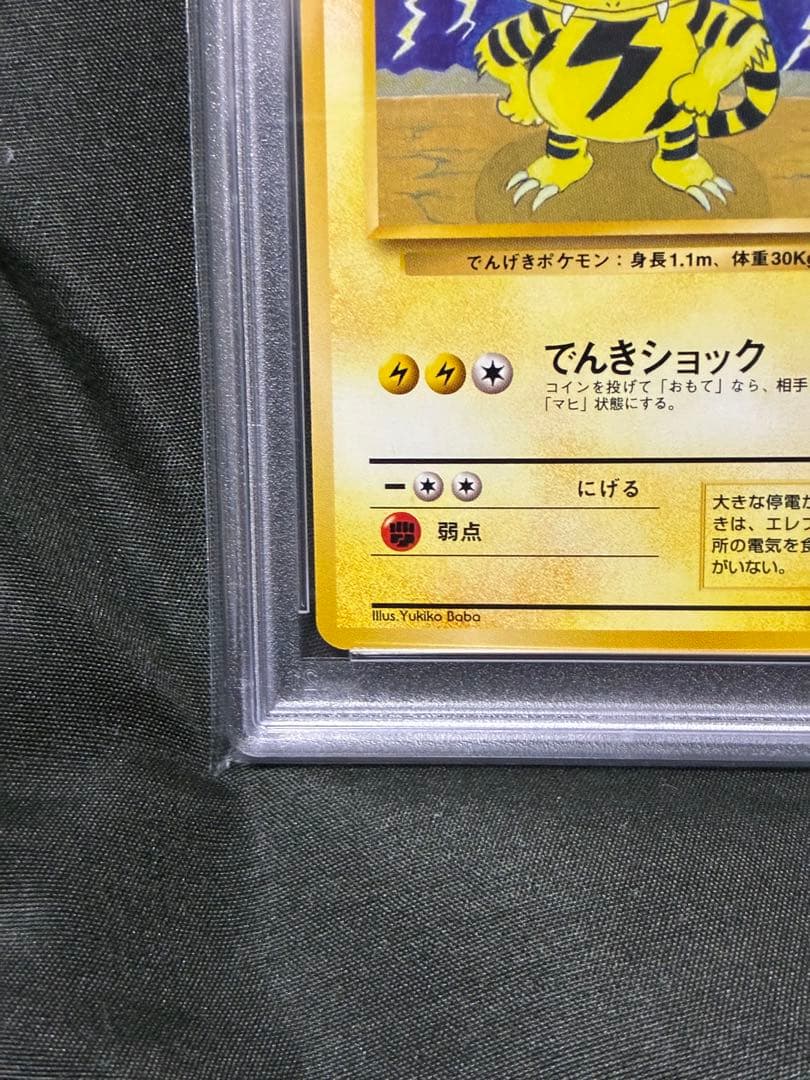 でんげきポケモン：身長1.1m、体重30Kg
でんきショック
コインを投げて「おもて」なら、相手
「マヒ」状態にする。
にげる
弱点
大きな停電が
きは、エレブ
所の電気を食
がいない。
Illus.Yukiko Baba